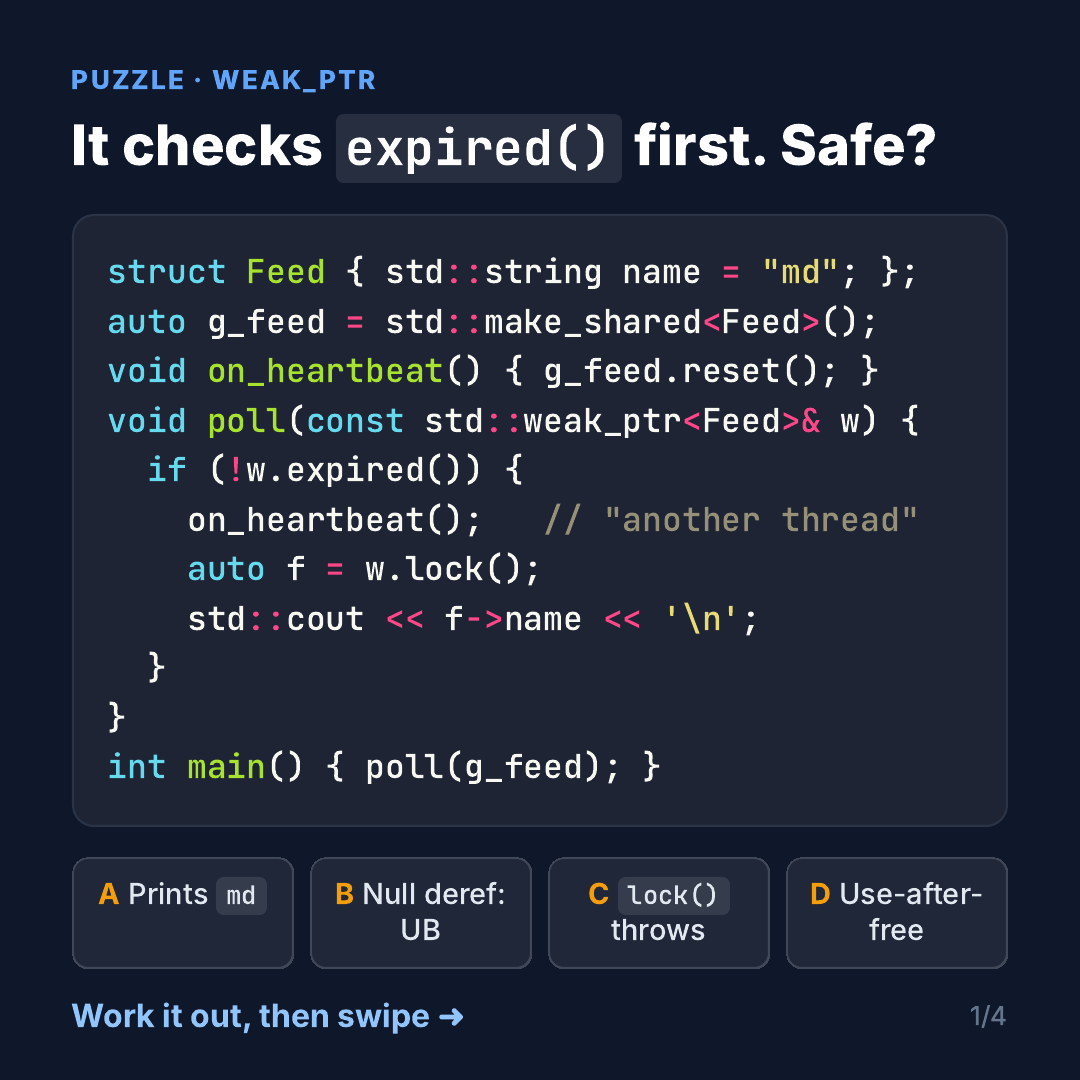 PUZZLE · WEAK_PTR
It checks expired() first. Safe?
struct Feed { std::string name = "md"; };
auto g_feed = std::make_shared<Feed>();
void on_heartbeat() { g_feed.reset(); }
void poll(const std::weak_ptr<Feed>& w) {
  if (!w.expired()) {
    on_heartbeat();   // "another thread"
    auto f = w.lock();
    std::cout << f->name << '\n';
  }
}
int main() { poll(g_feed); }
A Prints md
B Null deref:
UB
C lock()
throws
D Use-after-
free
Work it out, then swipe ➜
1/4